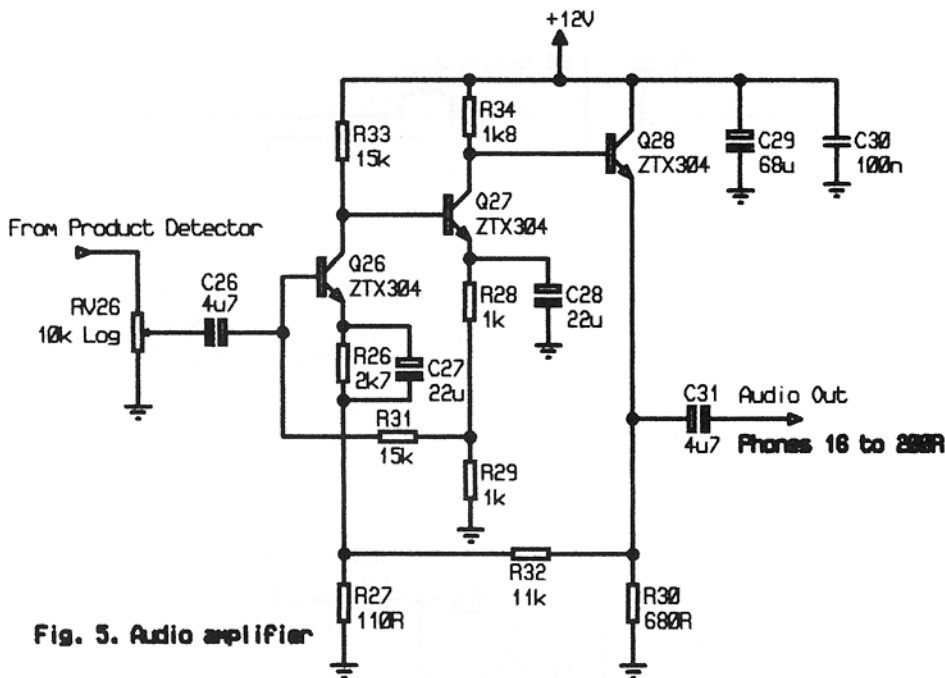 +12V
R33
15k
R34
1k8
Q28
ZTX304
C29
68u
C30
100n
From Product Detector
Q27
ZTX304
C26
4u7
Q26
ZTX304
RV26
10k Log
R28
1k
C28
22u
R26
2k7
C27
22u
R31
15k
C31
4u7
Audio Out
Phones 16 to 200R
R29
1k
R32
11k
R27
110R
R30
680R
Fig. 5. Audio amplifier